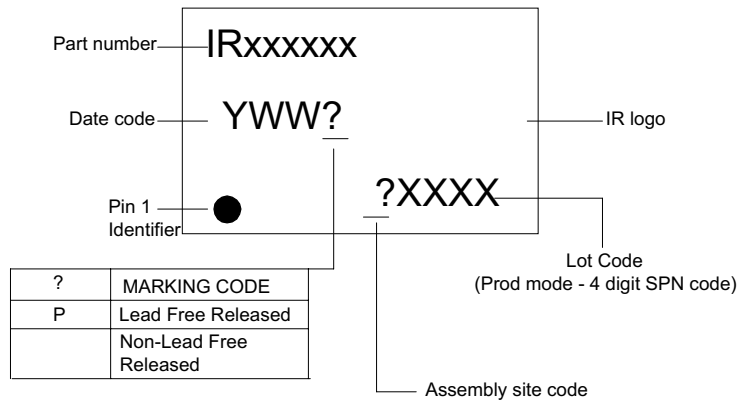 Part number
IRxxxxxx
Date code
YWW?
IR logo
?XXXX
Pin 1
Identifier
Lot Code
(Prod mode - 4 digit SPN code)
? MARKING CODE
P Lead Free Released
Non-Lead Free
Released
Assembly site code